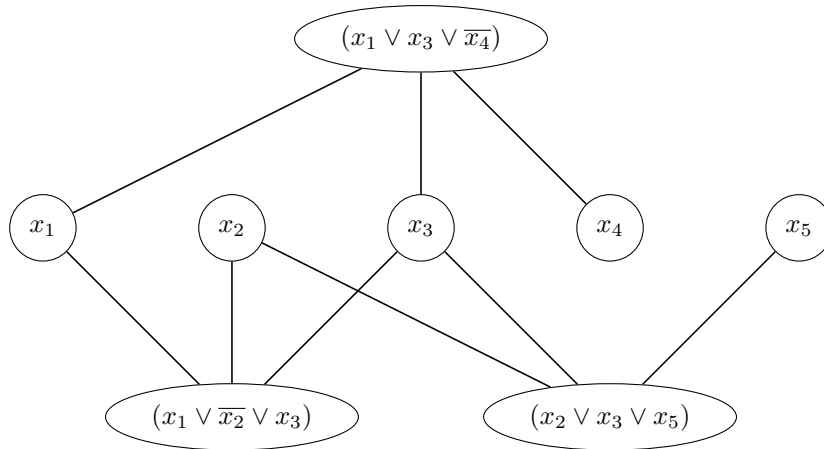 (x₁ ∨ x₃ ∨ x̅₄)
x₁ x₂ x₃ x₄ x₅
(x₁ ∨ x̅₂ ∨ x₃) (x₂ ∨ x₃ ∨ x₅)